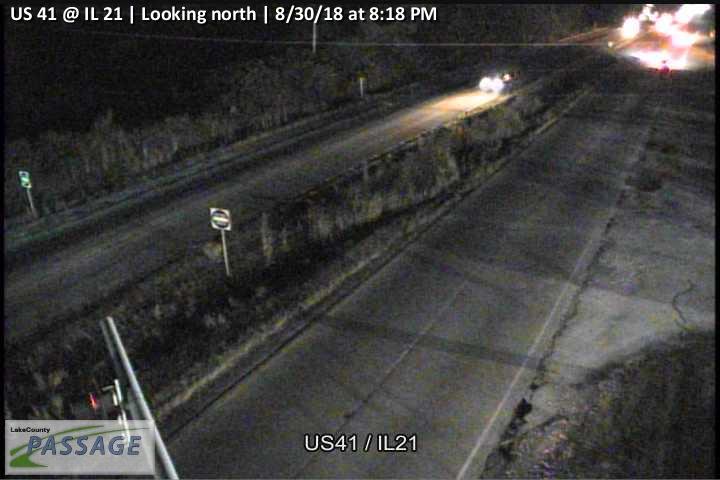 US 41 @ IL 21 | Looking north | 8/30/18 at 8:18 PM
US41 / IL21
LakeCounty
PASSAGE